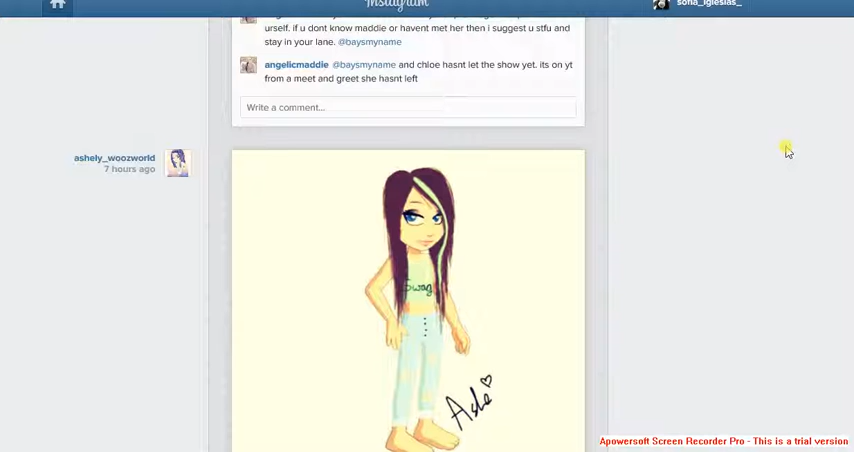 Instagram
sofia_iglesias_
urself. if u dont know maddie or havent met her then i suggest u stfu and
stay in your lane. @baysmyname
angelicmaddie @baysmyname and chloe hasnt let the show yet. its on yt
from a meet and greet she hasnt left
Write a comment...
ashely_woozworld
7 hours ago
Swag
Ashe
Apowersoft Screen Recorder Pro - This is a trial version